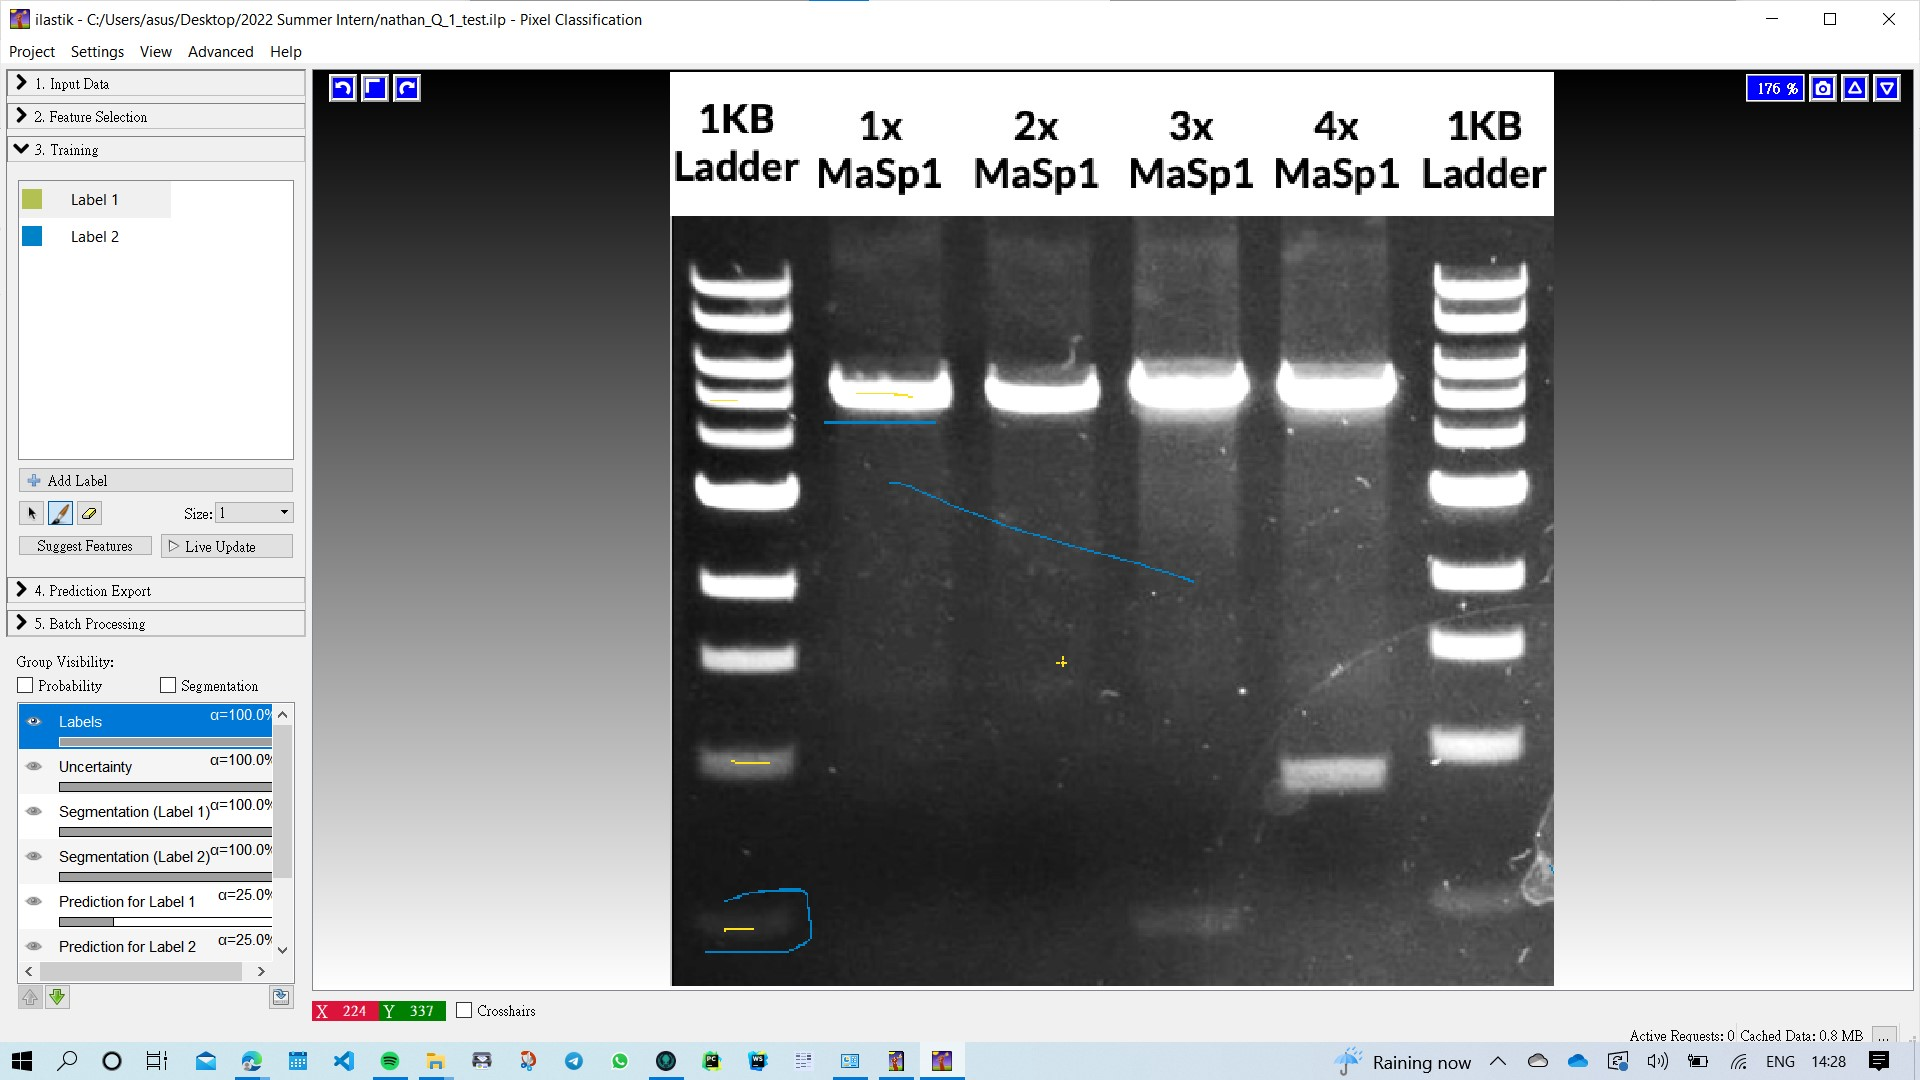 ilastik - C:/Users/asus/Desktop/2022 Summer Intern/nathan_Q_1_test.ilp - Pixel Classification
Project Settings View Advanced Help
1. Input Data
2. Feature Selection
3. Training
Label 1
Label 2
Add Label
Size: 1
Suggest Features
Live Update
4. Prediction Export
5. Batch Processing
Group Visibility:
Probability
Segmentation
Labels α=100.0%
Uncertainty α=100.0%
Segmentation (Label 1) α=100.0%
Segmentation (Label 2) α=100.0%
Prediction for Label 1 α=25.0%
Prediction for Label 2 α=25.0%
176 %
1KB Ladder
1x MaSp1
2x MaSp1
3x MaSp1
4x MaSp1
1KB Ladder
X 224 Y 337 Crosshairs
Active Requests: 0 Cached Data: 0.8 MB ...
PC WS
Raining now ENG 14:28